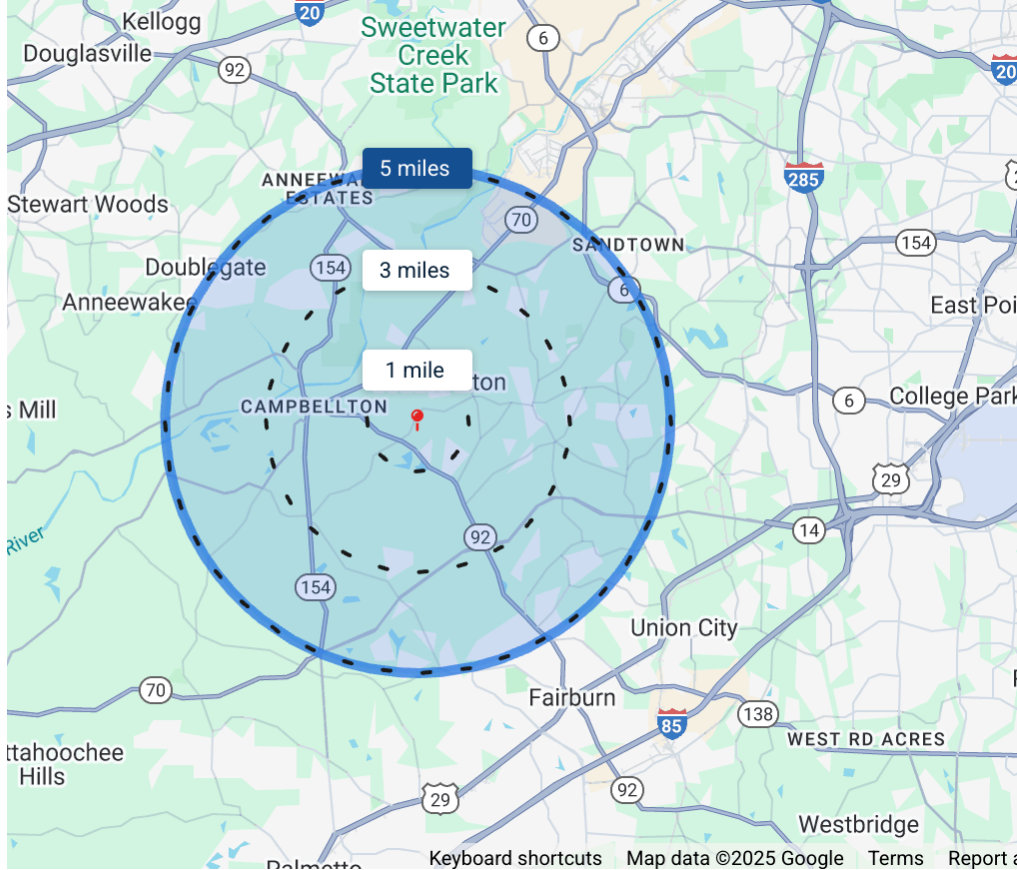 Kellogg
20
Sweetwater
Creek
State Park
6
Douglasville
92
20
5 miles
285
ANNEEWA
ESTATES
Stewart Woods
70
154
SANDTOWN
154
Doublegate
3 miles
6
Anneewakee
East Poi
1 mile
ton
CAMPBELLTON
6
College Park
s Mill
29
92
14
River
154
Union City
70
Fairburn
85
138
WEST RD ACRES
ttahoochee
Hills
92
29
Westbridge
Palmetto
Keyboard shortcuts
Map data ©2025 Google
Terms
Report a